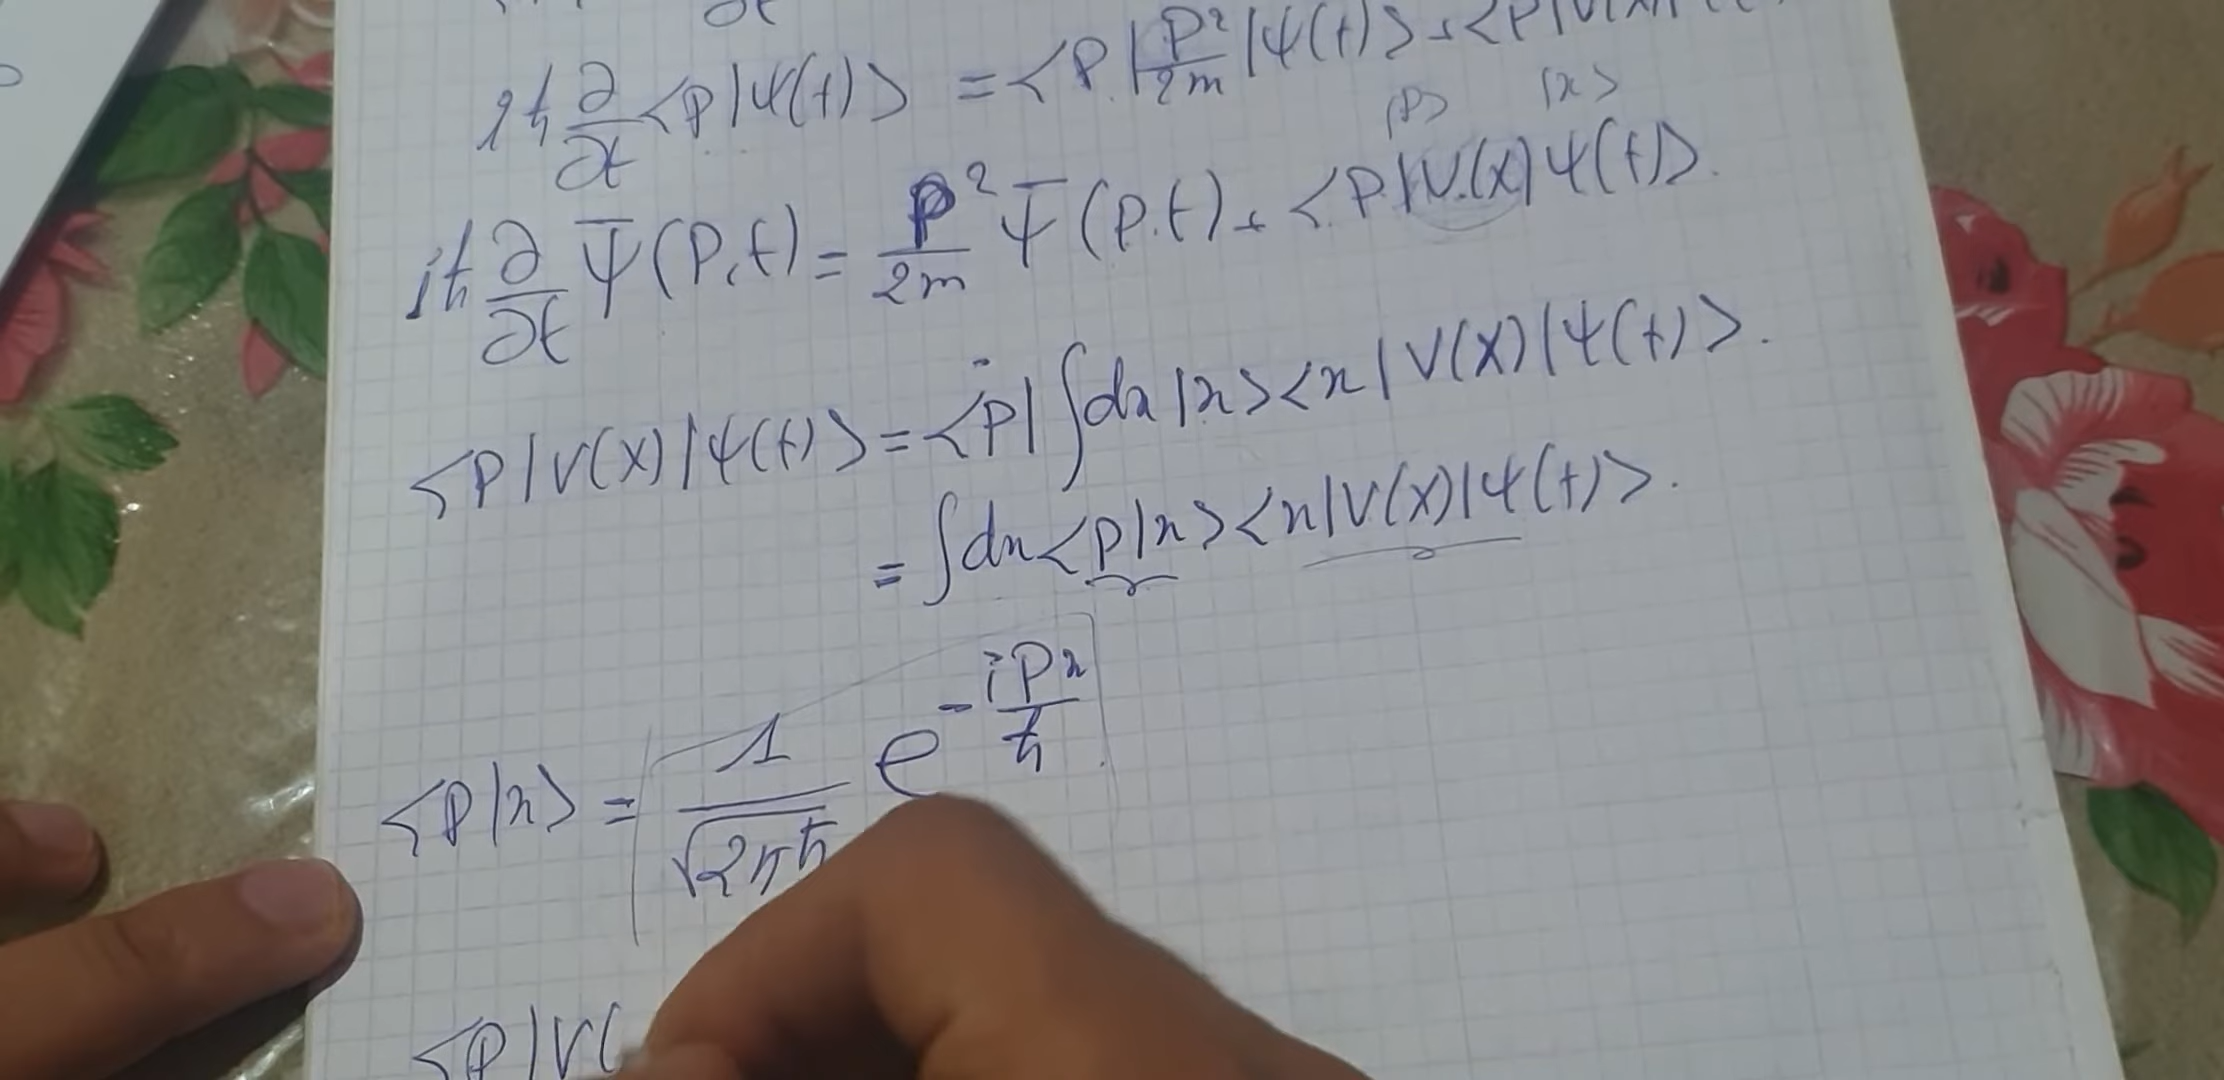 ∂t
iħ ∂/∂t <P|ψ(t)> = <P|P²/2m|ψ(t)> + <P|V(X)|
|P> |x>
iħ ∂/∂t ψ̅(P,t) = P²/2m ψ̅(P,t) + <P|V(X)|ψ(t)>.
<P|V(X)|ψ(t)> = <P|∫dx|x><x|V(X)|ψ(t)>.
= ∫dx<P|x><x|V(X)|ψ(t)>.
<P|x> = 1/√2πħ e^(-iPx/ħ)
<P|V(